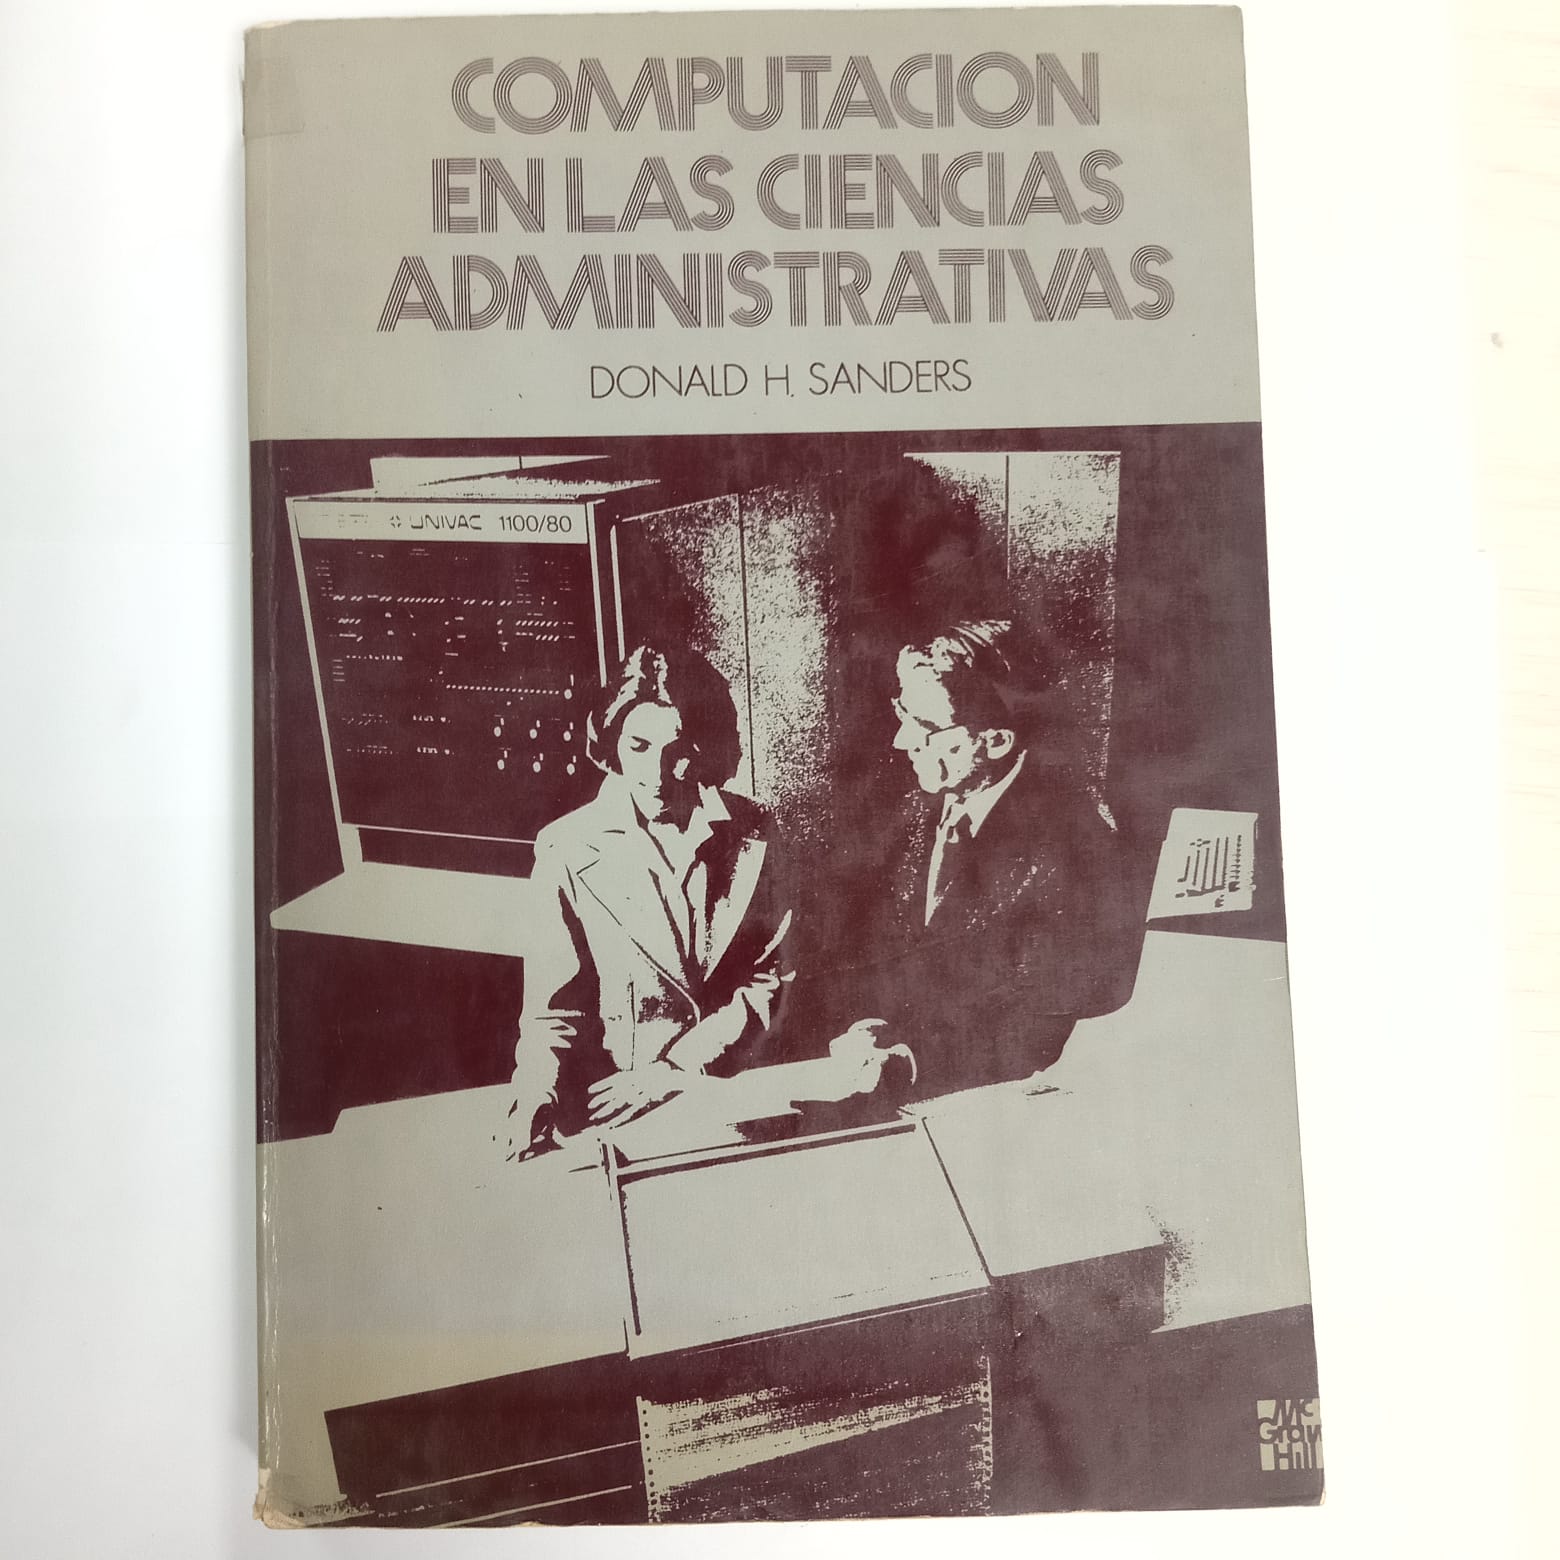 COMPUTACION
EN LAS CIENCIAS
ADMINISTRATIVAS
DONALD H. SANDERS
UNIVAC 1100/80
Mc
Graw
Hill